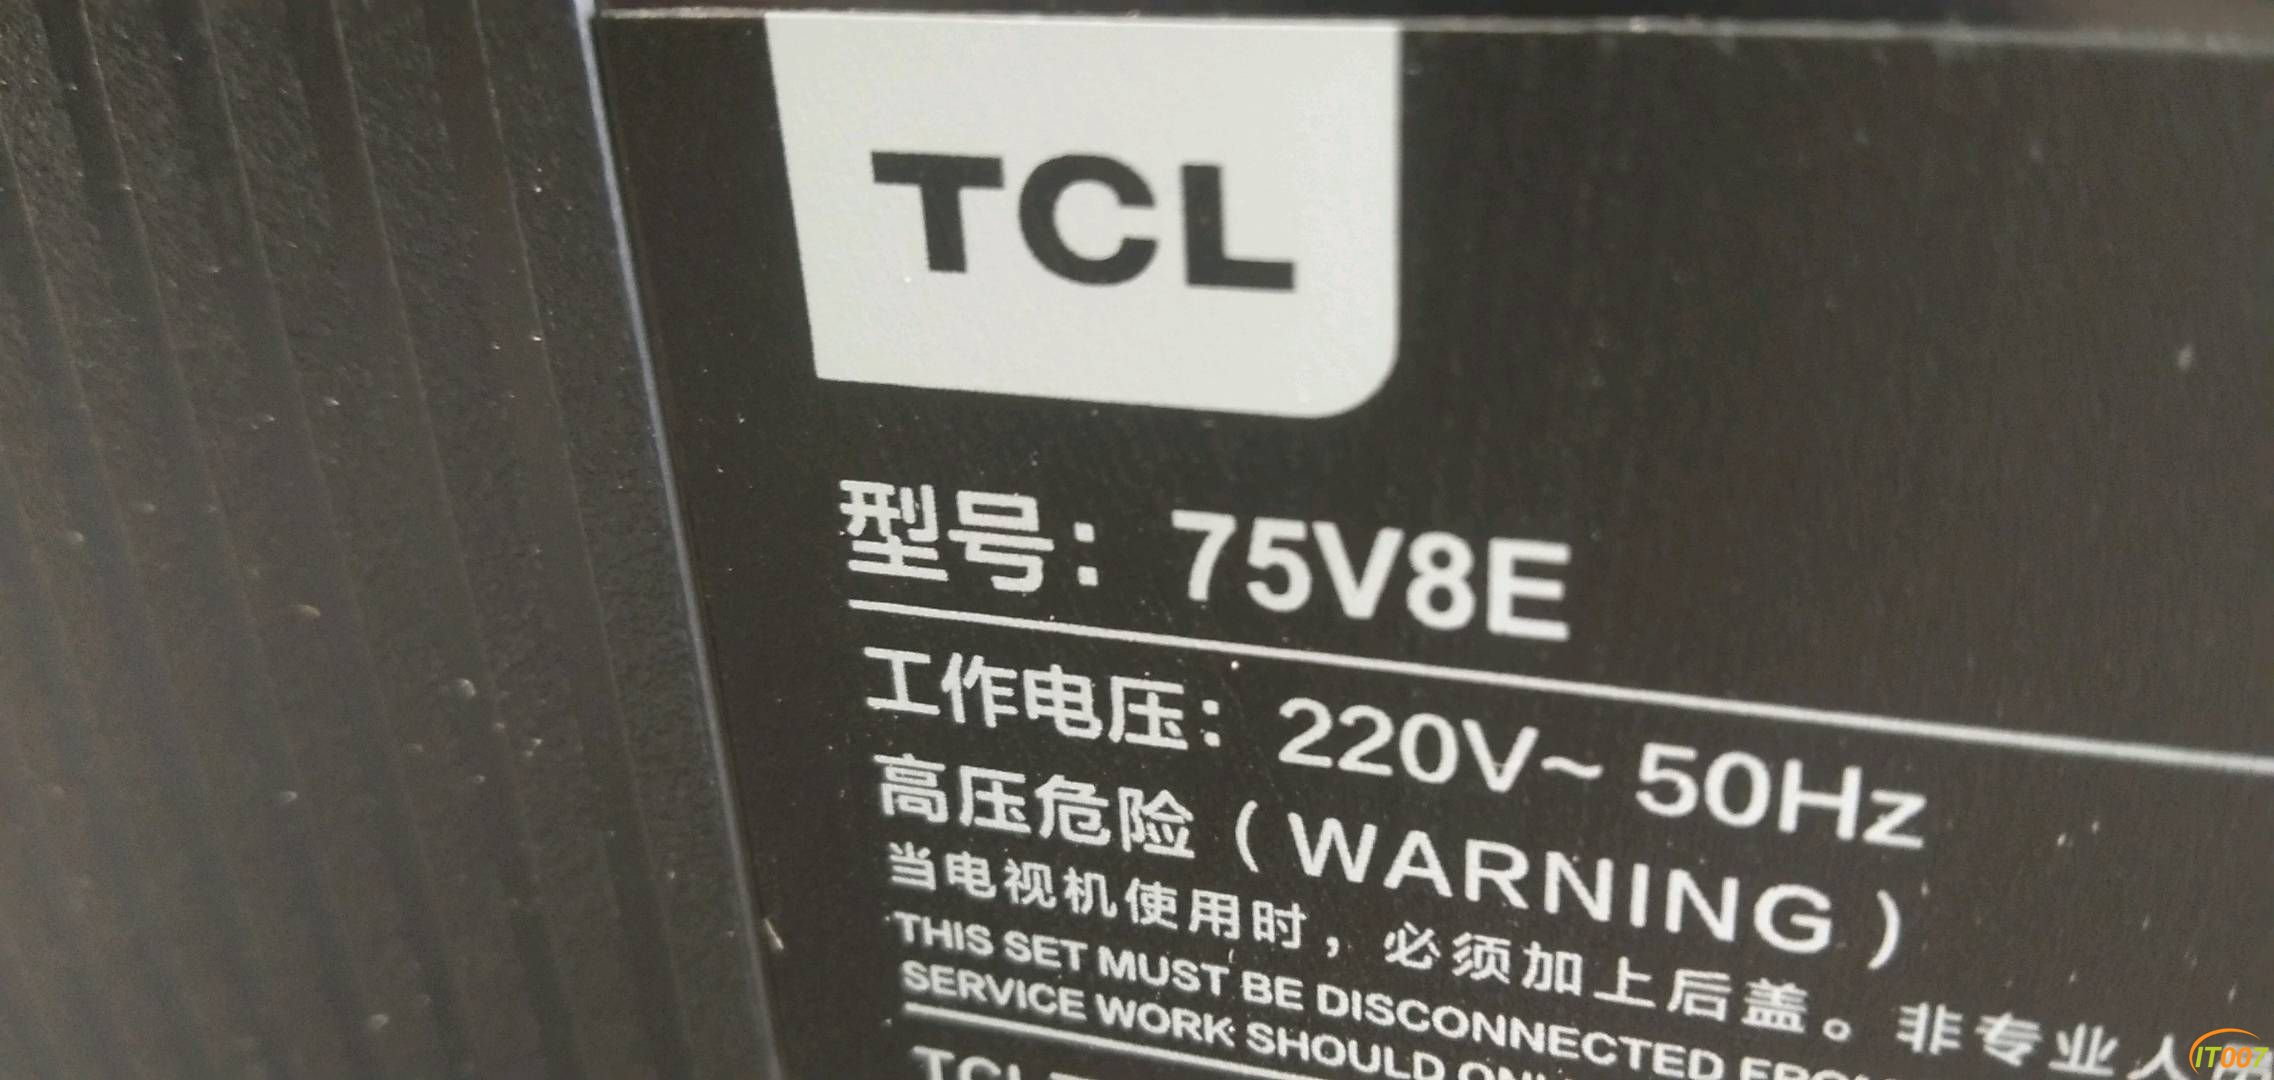 TCL
型号：75V8E
工作电压：220V~50Hz
高压危险（WARNING）
当电视机使用时，必须加上后盖。非专业人
THIS SET MUST BE DISCONNECTED FROM
SERVICE WORK SHOULD ONLY
TCL
IT007